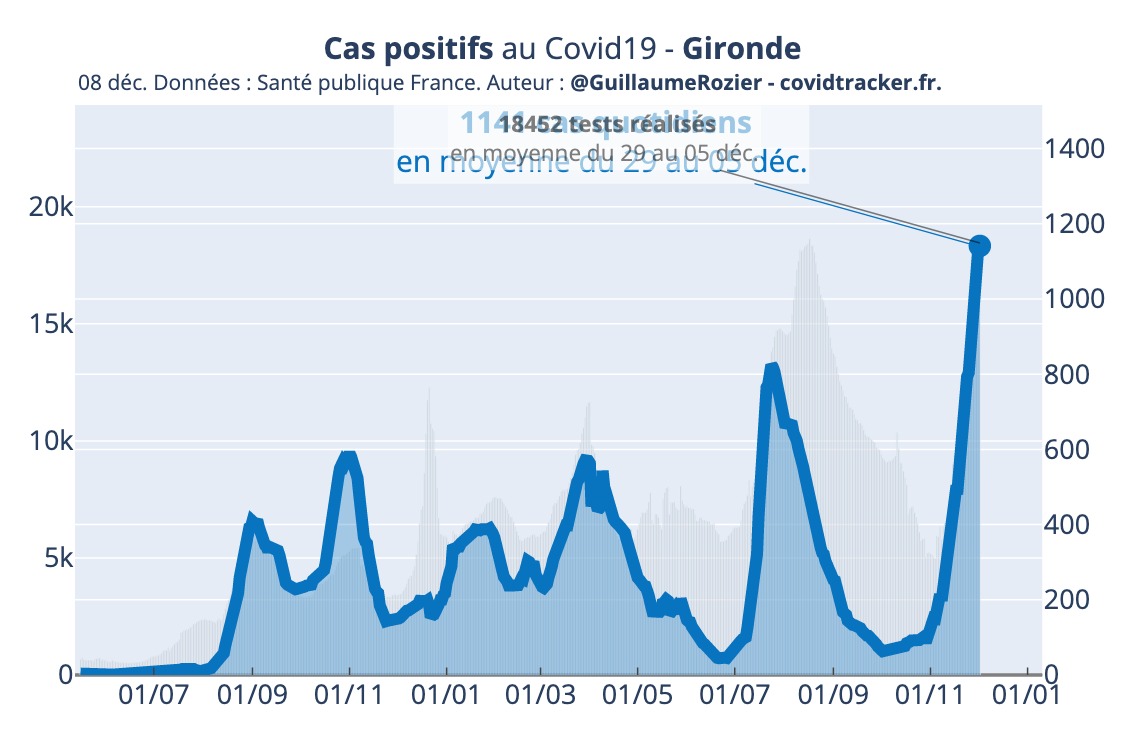 Cas positifs au Covid19 - Gironde
08 déc. Données : Santé publique France. Auteur : @GuillaumeRozier - covidtracker.fr.
1141 cas quotidiens
en moyenne du 29 au 05 déc.
18452 tests réalisés
en moyenne du 29 au 05 déc.
20k
15k
10k
5k
0
1400
1200
1000
800
600
400
200
0
01/07 01/09 01/11 01/01 01/03 01/05 01/07 01/09 01/11 01/01